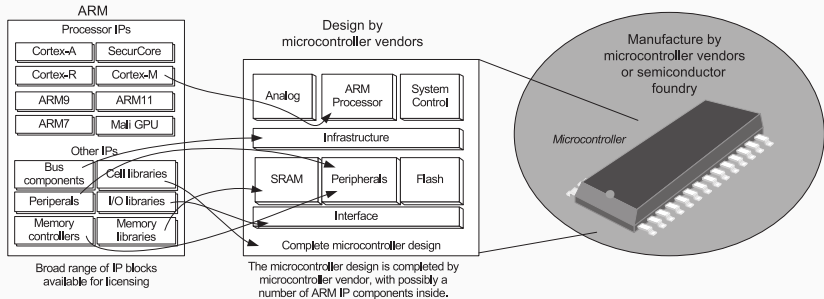 ARM
Processor IPs
Cortex-A
SecurCore
Cortex-R
Cortex-M
ARM9
ARM11
ARM7
Mali GPU
Other IPs
Bus
components
Cell libraries
Periperals
I/O libraries
Memory
controllers
Memory
libraries
Broad range of IP blocks
available for licensing
Design by
microcontroller vendors
Analog
ARM
Processor
System
Control
Infrastructure
SRAM
Peripherals
Flash
Interface
Complete microcontroller design
The microcontroller design is completed by
microcontroller vendor, with possibly a
number of ARM IP components inside.
Manufacture by
microcontroller vendors
or semiconductor
foundry
Microcontroller